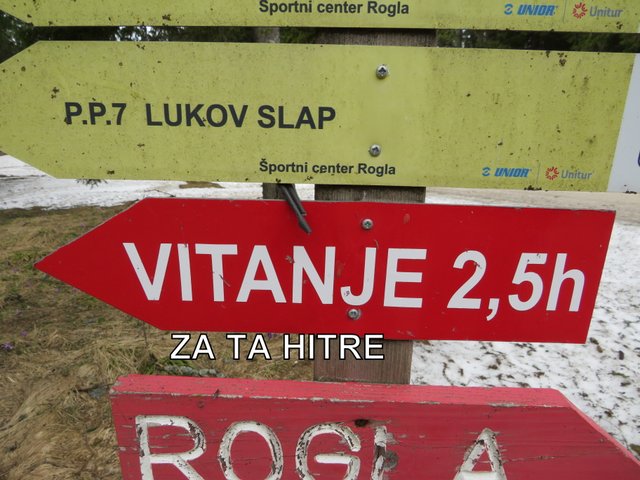 Športni center Rogla
UNIOR Unitur
P.P.7 LUKOV SLAP
Športni center Rogla
UNIOR Unitur
VITANJE 2,5h
ZA TA HITRE
ROGLA